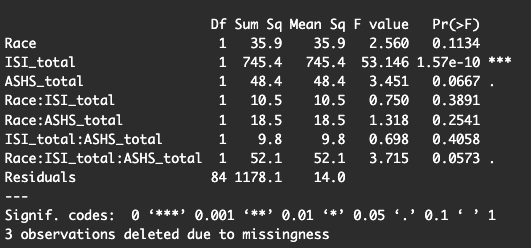 Df Sum Sq Mean Sq F value   Pr(>F)
Race                   1   35.9    35.9   2.560   0.1134
ISI_total              1  745.4   745.4  53.146 1.57e-10 ***
ASHS_total             1   48.4    48.4   3.451   0.0667 .
Race:ISI_total         1   10.5    10.5   0.750   0.3891
Race:ASHS_total        1   18.5    18.5   1.318   0.2541
ISI_total:ASHS_total   1    9.8     9.8   0.698   0.4058
Race:ISI_total:ASHS_total  1   52.1    52.1   3.715   0.0573 .
Residuals             84 1178.1    14.0
---
Signif. codes:  0 ‘***’ 0.001 ‘**’ 0.01 ‘*’ 0.05 ‘.’ 0.1 ‘ ’ 1
3 observations deleted due to missingness